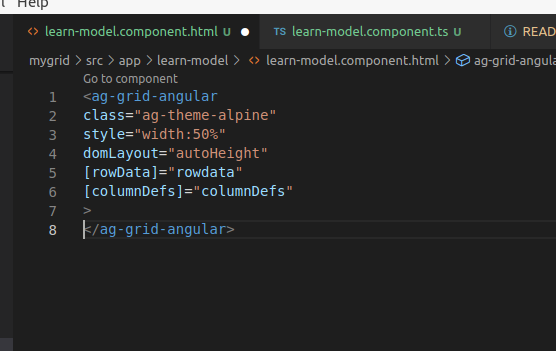 Help
learn-model.component.html U ● TS learn-model.component.ts U READ
mygrid > src > app > learn-model > <> learn-model.component.html > ag-grid-angula
Go to component
1 <ag-grid-angular
2 class="ag-theme-alpine"
3 style="width:50%"
4 domLayout="autoHeight"
5 [rowData]="rowdata"
6 [columnDefs]="columnDefs"
7 >
8 </ag-grid-angular>